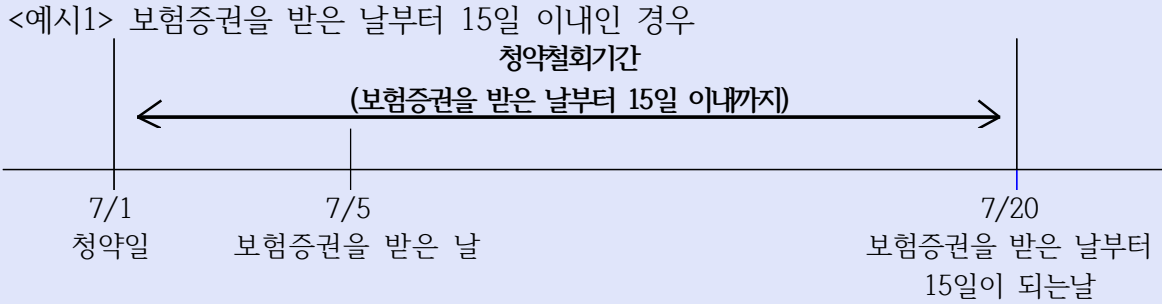 <예시1> 보험증권을 받은 날부터 15일 이내인 경우
청약철회기간
(보험증권을 받은 날부터 15일 이내까지)
7/1 7/5 7/20
청약일 보험증권을 받은 날 보험증권을 받은 날부터
15일이 되는날